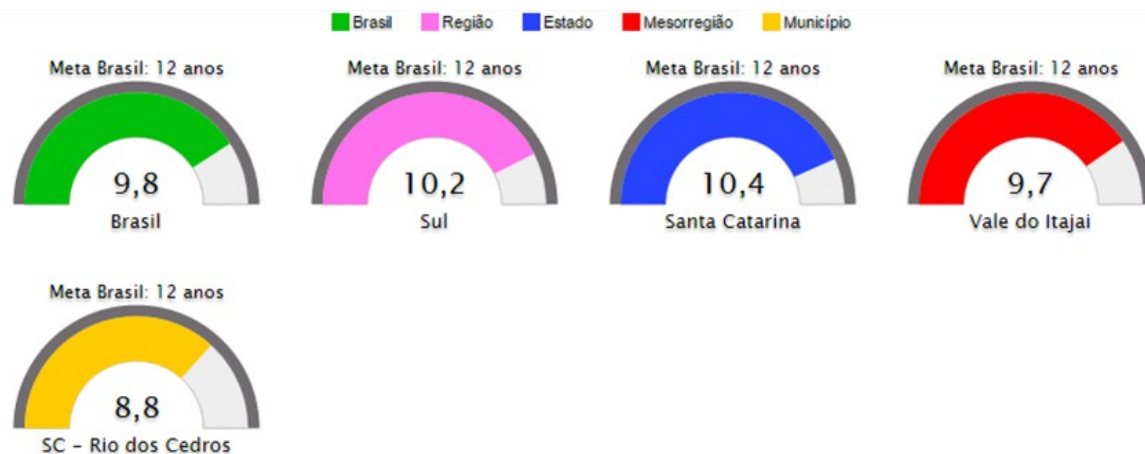 Brasil Região Estado Mesorregião Município
Meta Brasil: 12 anos
9,8
Brasil
Meta Brasil: 12 anos
10,2
Sul
Meta Brasil: 12 anos
10,4
Santa Catarina
Meta Brasil: 12 anos
9,7
Vale do Itajai
Meta Brasil: 12 anos
8,8
SC - Rio dos Cedros